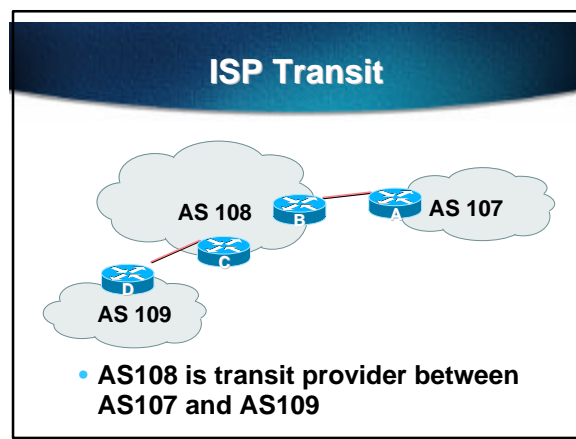 ISP Transit
AS 108
B
A
AS 107
C
D
AS 109
• AS108 is transit provider between
AS107 and AS109